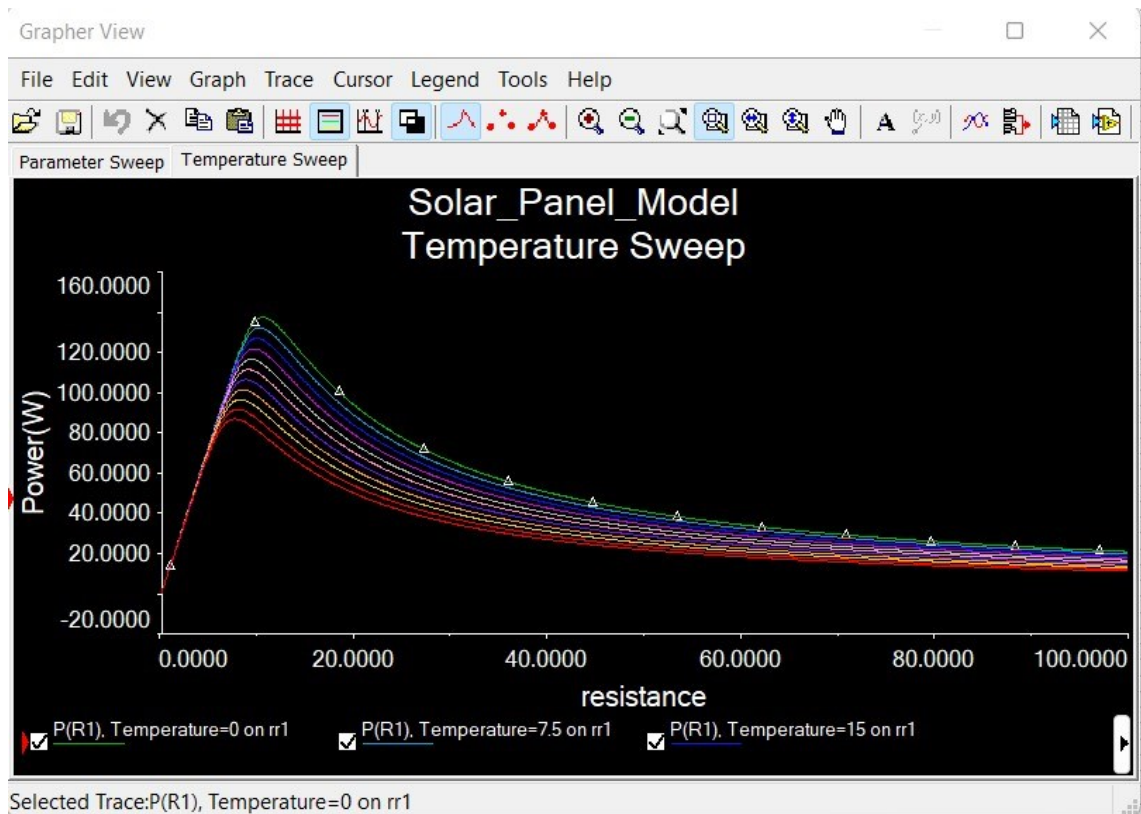 Grapher View
File Edit View Graph Trace Cursor Legend Tools Help
A
Parameter Sweep Temperature Sweep
Solar_Panel_Model
Temperature Sweep
160.0000
120.0000
100.0000
80.0000
60.0000
40.0000
20.0000
-20.0000
Power(W)
0.0000 20.0000 40.0000 60.0000 80.0000 100.0000
resistance
P(R1), Temperature=0 on rr1 P(R1), Temperature=7.5 on rr1 P(R1), Temperature=15 on rr1
Selected Trace:P(R1), Temperature=0 on rr1